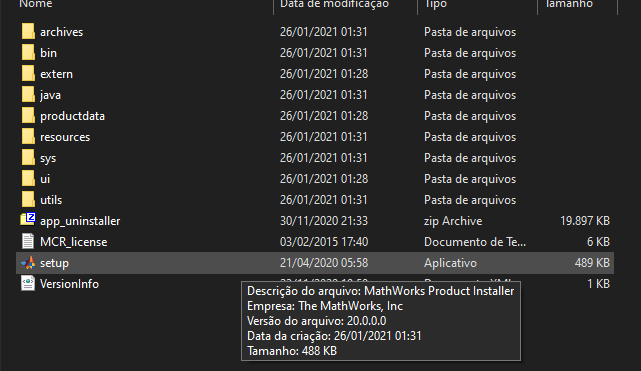 Nome Data de modificação Tipo Tamanho
archives 26/01/2021 01:31 Pasta de arquivos
bin 26/01/2021 01:31 Pasta de arquivos
extern 26/01/2021 01:28 Pasta de arquivos
java 26/01/2021 01:31 Pasta de arquivos
productdata 26/01/2021 01:28 Pasta de arquivos
resources 26/01/2021 01:31 Pasta de arquivos
sys 26/01/2021 01:31 Pasta de arquivos
ui 26/01/2021 01:28 Pasta de arquivos
utils 26/01/2021 01:31 Pasta de arquivos
app_uninstaller 30/11/2020 21:33 zip Archive 19.897 KB
MCR_license 03/02/2015 17:40 Documento de Te... 6 KB
setup 21/04/2020 05:58 Aplicativo 489 KB
VersionInfo 1 KB
Descrição do arquivo: MathWorks Product Installer
Empresa: The MathWorks, Inc
Versão do arquivo: 20.0.0.0
Data da criação: 26/01/2021 01:31
Tamanho: 488 KB